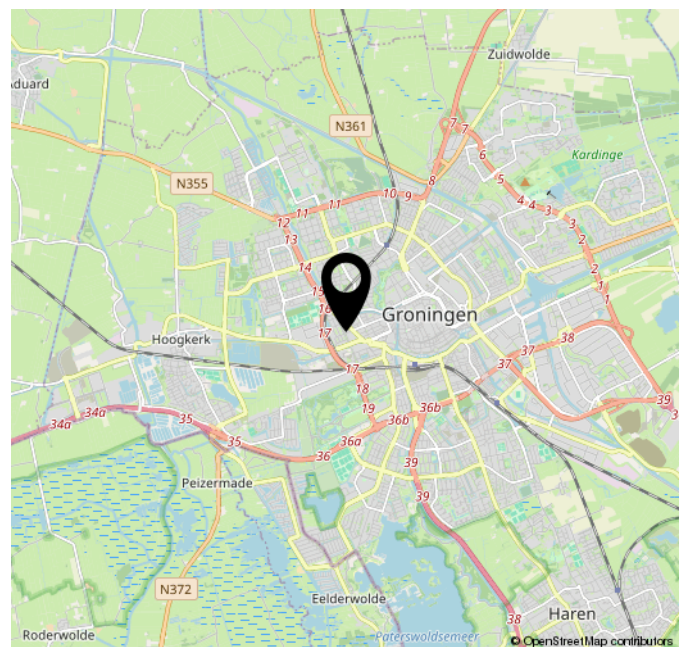 Zuidwolde
Aduard
N361
7
7
6
Kardinge
N355
8
5
10
9
11
11
4
4
3
12
3
13
2
2
14
1
15
1
16
Groningen
17
38
Hoogkerk
37
17
37
18
39
34a
34a
35
19
36b
36b
35
36a
36
39
Peizermade
39
N372
Eelderwolde
38
Haren
Roderwolde
Paterswoldsemeer
© OpenStreetMap contributors